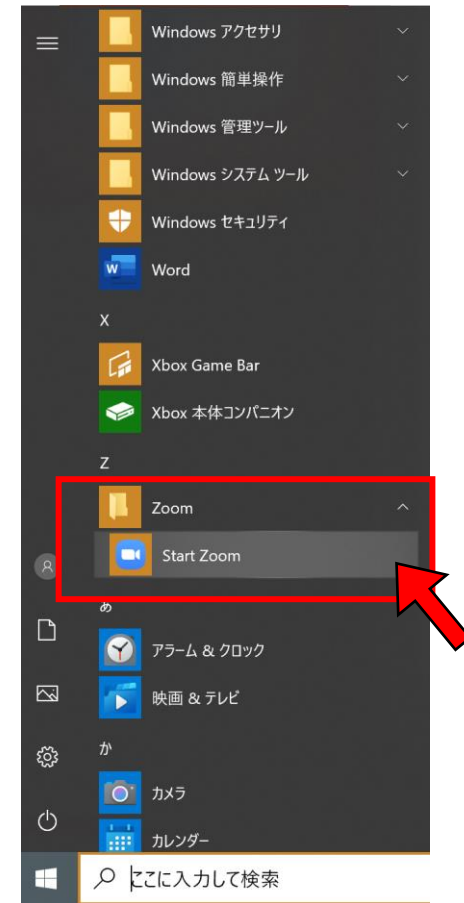 Windows アクセサリ
Windows 簡単操作
Windows 管理ツール
Windows システム ツール
Windows セキュリティ
W Word
X
Xbox Game Bar
Xbox 本体コンパニオン
Z
Zoom
Start Zoom
あ
アラーム & クロック
映画 & テレビ
か
カメラ
カレンダー
ここに入力して検索